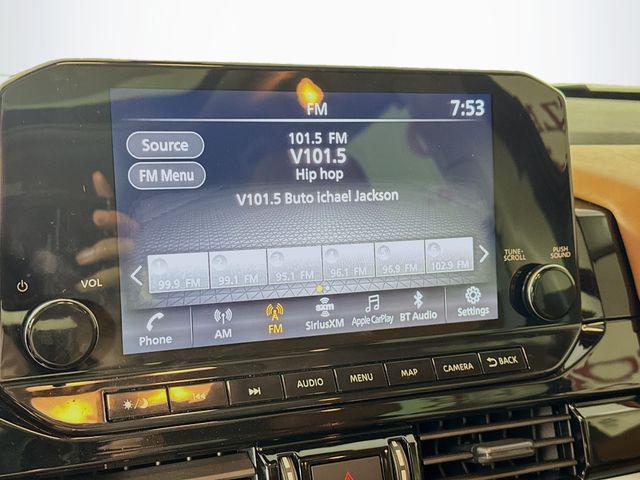 FM
7:53
Source
101.5 FM
V101.5
FM Menu
Hip hop
V101.5 Buto ichael Jackson
99.9 FM
99.1 FM
95.1 FM
96.1 FM
96.9 FM
102.9 FM
Phone
AM
FM
sxm
SiriusXM
Apple CarPlay
BT Audio
Settings
VOL
TUNE-
SCROLL
PUSH
SOUND
AUDIO
MENU
MAP
CAMERA
BACK